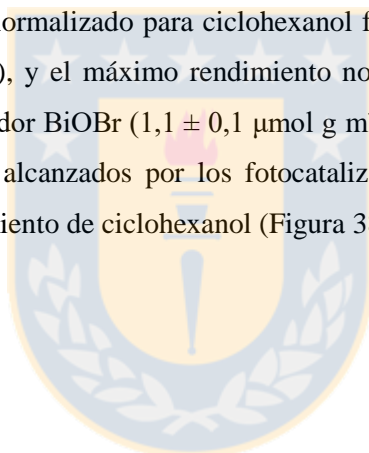 normalizado para ciclohexanol f
), y el máximo rendimiento no
dor BiOBr (1,1 ± 0,1 μmol g m
alcanzados por los fotocataliz
iento de ciclohexanol (Figura 3